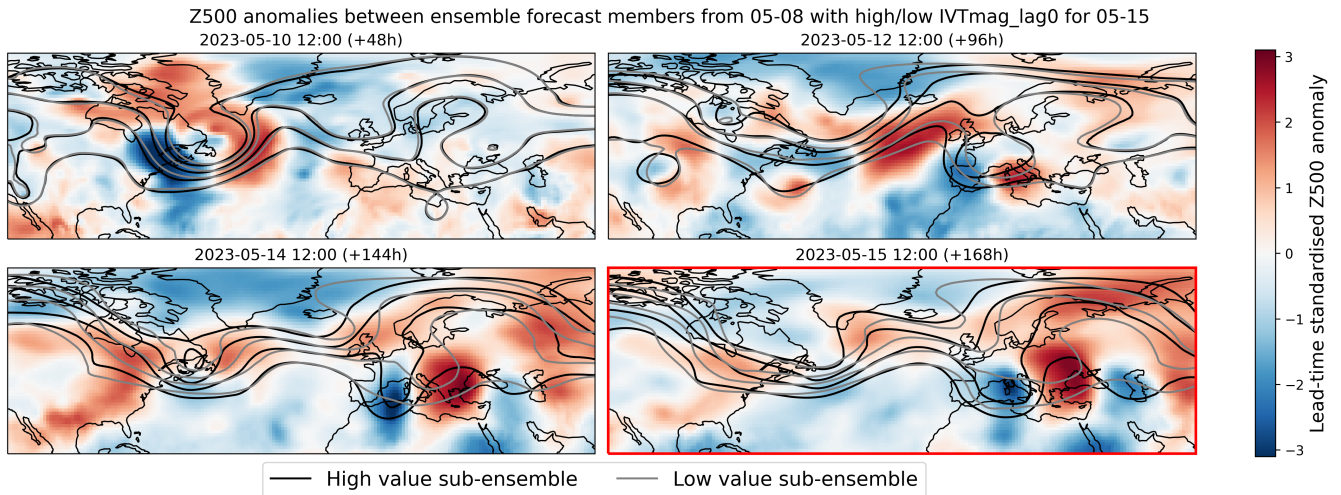 Z500 anomalies between ensemble forecast members from 05-08 with high/low IVTmag_lag0 for 05-15
2023-05-10 12:00 (+48h)
2023-05-12 12:00 (+96h)
2023-05-14 12:00 (+144h)
2023-05-15 12:00 (+168h)
3
2
1
0
−1
−2
−3
Lead-time standardised Z500 anomaly
High value sub-ensemble
Low value sub-ensemble